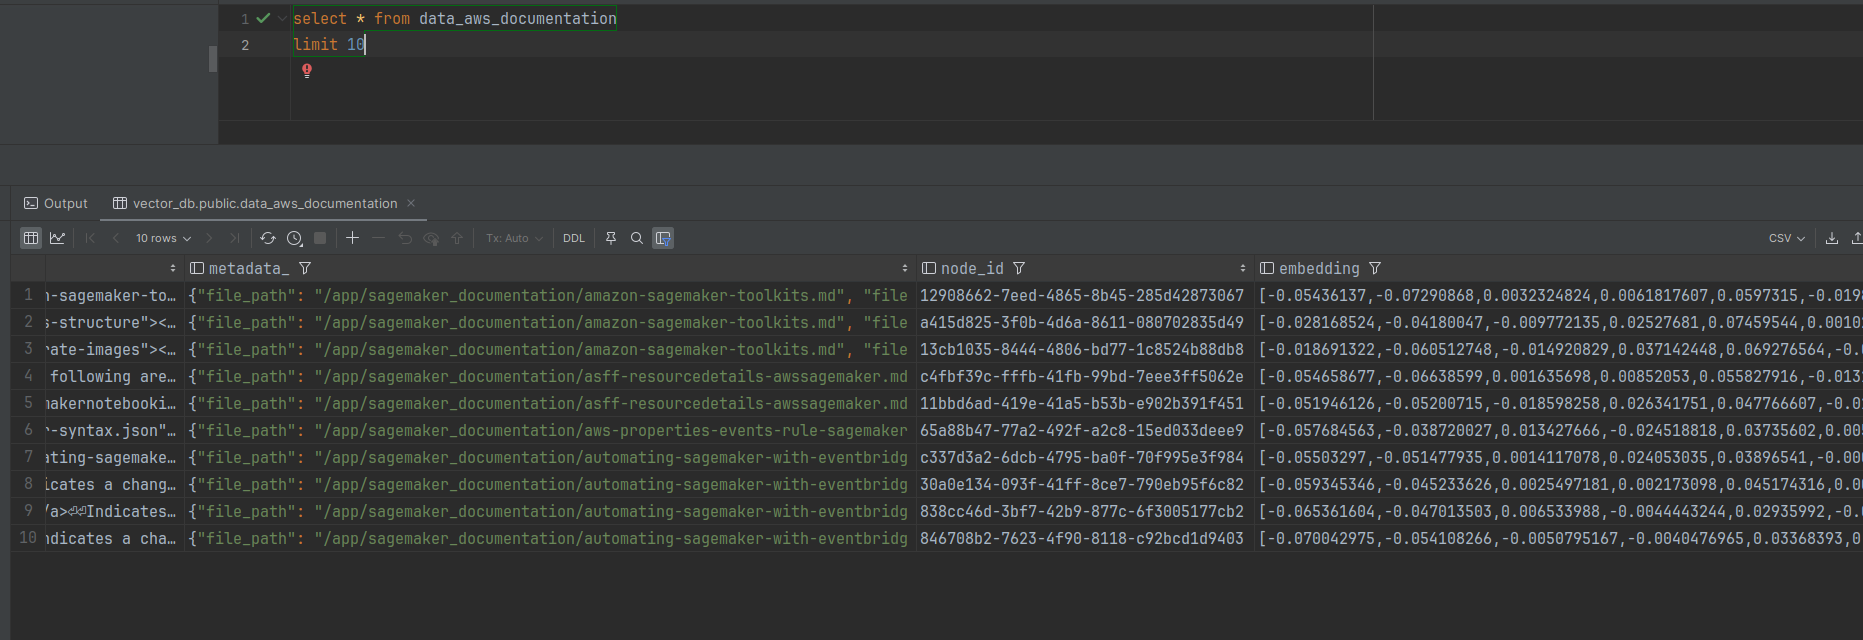 1 select * from data_aws_documentation
2 limit 10
Output vector_db.public.data_aws_documentation
10 rows Tx: Auto DDL CSV
metadata_ node_id embedding
1 n-sagemaker-to… {"file_path": "/app/sagemaker_documentation/amazon-sagemaker-toolkits.md", "file 12908662-7eed-4865-8b45-285d42873067 [-0.05436137,-0.07290868,0.0032324824,0.0061817607,0.0597315,-0.019
2 s-structure"><… {"file_path": "/app/sagemaker_documentation/amazon-sagemaker-toolkits.md", "file a415d825-3f0b-4d6a-8611-080702835d49 [-0.028168524,-0.04180047,-0.009772135,0.02527681,0.07459544,0.0010
3 rate-images"><… {"file_path": "/app/sagemaker_documentation/amazon-sagemaker-toolkits.md", "file 13cb1035-8444-4806-bd77-1c8524b88db8 [-0.018691322,-0.060512748,-0.014920829,0.037142448,0.069276564,-0.
4 following are… {"file_path": "/app/sagemaker_documentation/asff-resourcedetails-awssagemaker.md c4fbf39c-fffb-41fb-99bd-7eee3ff5062e [-0.054658677,-0.06638599,0.001635698,0.00852053,0.055827916,-0.013
5 makernotebooki… {"file_path": "/app/sagemaker_documentation/asff-resourcedetails-awssagemaker.md 11bbd6ad-419e-41a5-b53b-e902b391f451 [-0.051946126,-0.05200715,-0.018598258,0.026341751,0.047766607,-0.0
6 r-syntax.json"… {"file_path": "/app/sagemaker_documentation/aws-properties-events-rule-sagemaker 65a88b47-77a2-492f-a2c8-15ed033deee9 [-0.057684563,-0.038720027,0.013427666,-0.024518818,0.03735602,0.005
7 ating-sagemake… {"file_path": "/app/sagemaker_documentation/automating-sagemaker-with-eventbridg c337d3a2-6dcb-4795-ba0f-70f995e3f984 [-0.05503297,-0.051477935,0.0014117078,0.024053035,0.03896541,-0.00
8 icates a chang… {"file_path": "/app/sagemaker_documentation/automating-sagemaker-with-eventbridg 30a0e134-093f-41ff-8ce7-790eb95f6c82 [-0.059345346,-0.045233626,0.0025497181,0.002173098,0.045174316,0.0
9 /a>⏎⏎Indicates… {"file_path": "/app/sagemaker_documentation/automating-sagemaker-with-eventbridg 838cc46d-3bf7-42b9-877c-6f3005177cb2 [-0.065361604,-0.047013503,0.006533988,-0.0044443244,0.02935992,-0.
10 ndicates a cha… {"file_path": "/app/sagemaker_documentation/automating-sagemaker-with-eventbridg 846708b2-7623-4f90-8118-c92bcd1d9403 [-0.070042975,-0.054108266,-0.0050795167,-0.0040476965,0.03368393,0